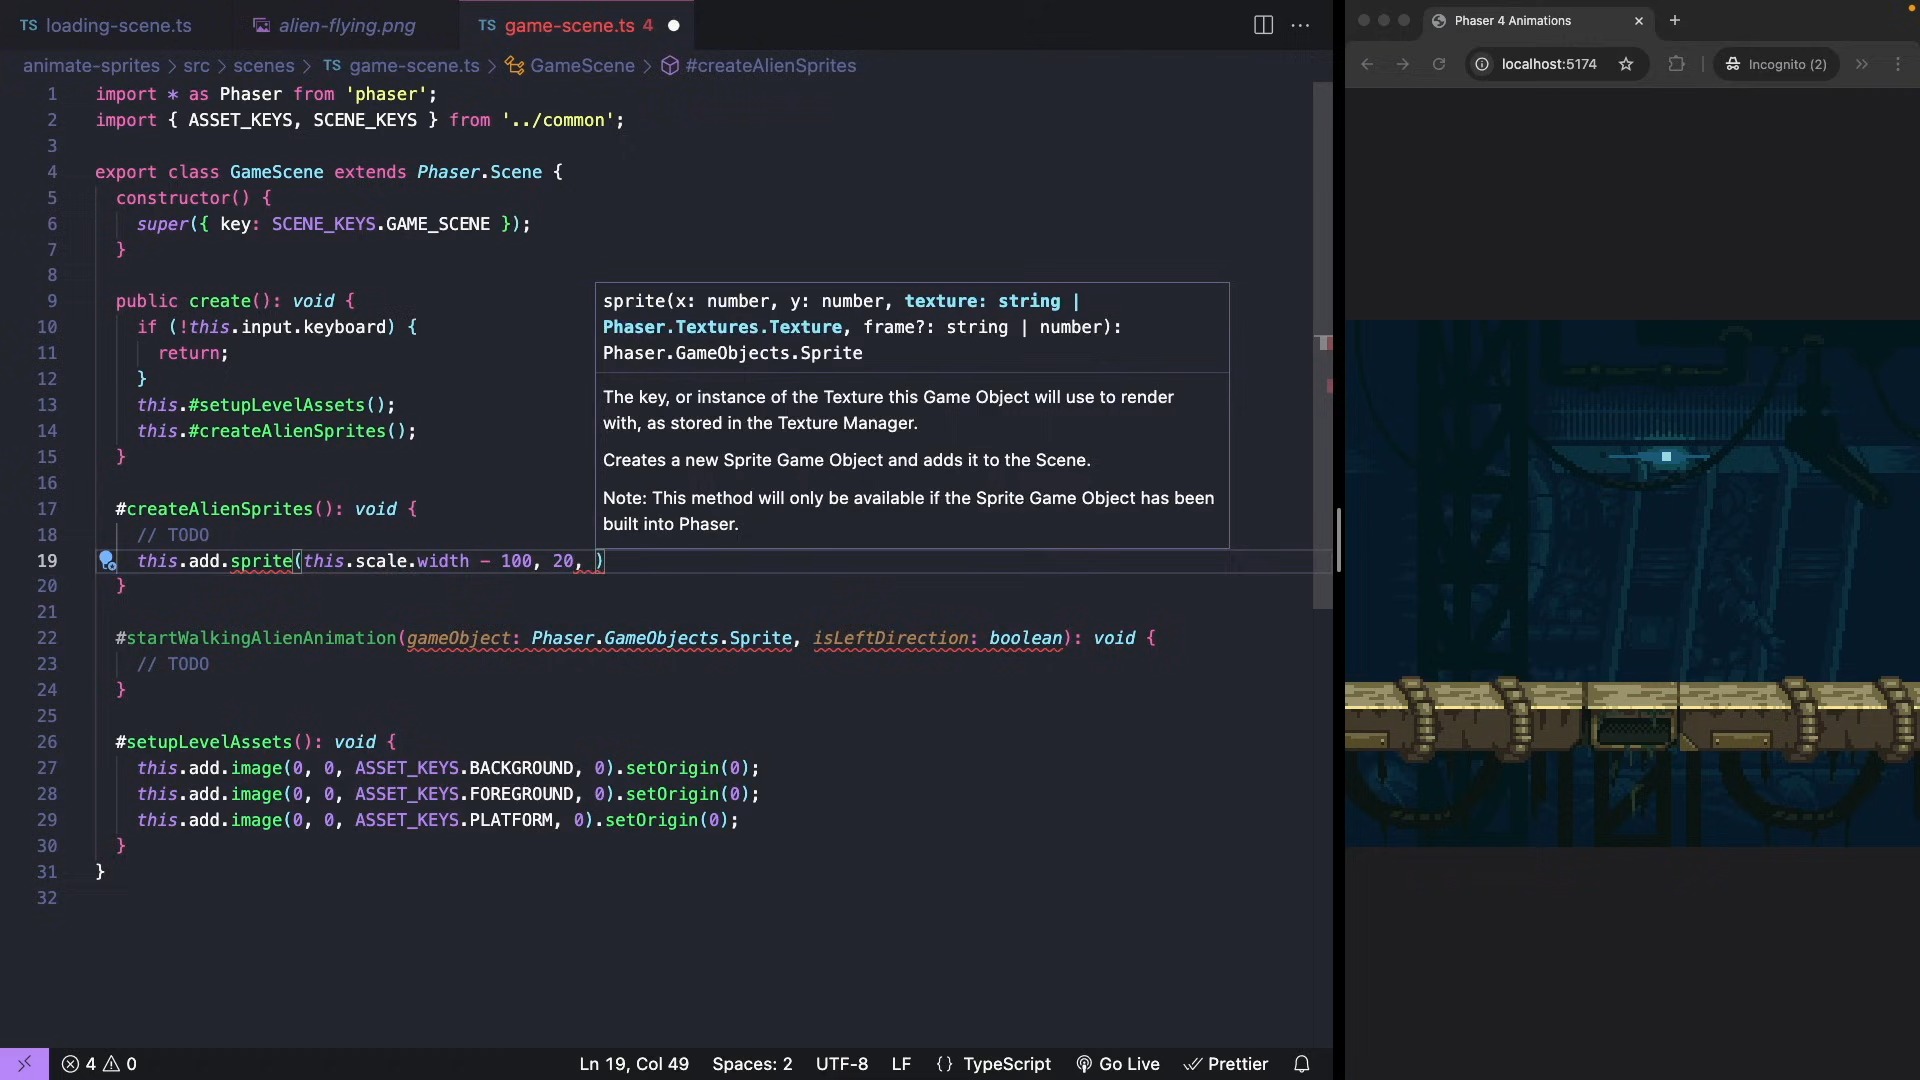 TS loading-scene.ts
alien-flying.png
TS game-scene.ts 4
animate-sprites > src > scenes > TS game-scene.ts > GameScene > #createAlienSprites
1 import * as Phaser from 'phaser';
2 import { ASSET_KEYS, SCENE_KEYS } from '../common';
3
4 export class GameScene extends Phaser.Scene {
5 constructor() {
6 super({ key: SCENE_KEYS.GAME_SCENE });
7 }
8
9 public create(): void {
10 if (!this.input.keyboard) {
11 return;
12 }
13 this.#setupLevelAssets();
14 this.#createAlienSprites();
15 }
16
17 #createAlienSprites(): void {
18 // TODO
19 this.add.sprite(this.scale.width - 100, 20, )
20 }
21
22 #startWalkingAlienAnimation(gameObject: Phaser.GameObjects.Sprite, isLeftDirection: boolean): void {
23 // TODO
24 }
25
26 #setupLevelAssets(): void {
27 this.add.image(0, 0, ASSET_KEYS.BACKGROUND, 0).setOrigin(0);
28 this.add.image(0, 0, ASSET_KEYS.FOREGROUND, 0).setOrigin(0);
29 this.add.image(0, 0, ASSET_KEYS.PLATFORM, 0).setOrigin(0);
30 }
31 }
32
sprite(x: number, y: number, texture: string |
Phaser.Textures.Texture, frame?: string | number):
Phaser.GameObjects.Sprite
The key, or instance of the Texture this Game Object will use to render
with, as stored in the Texture Manager.
Creates a new Sprite Game Object and adds it to the Scene.
Note: This method will only be available if the Sprite Game Object has been
built into Phaser.
4 0
Ln 19, Col 49
Spaces: 2
UTF-8
LF
{} TypeScript
Go Live
Prettier
Phaser 4 Animations
localhost:5174
Incognito (2)